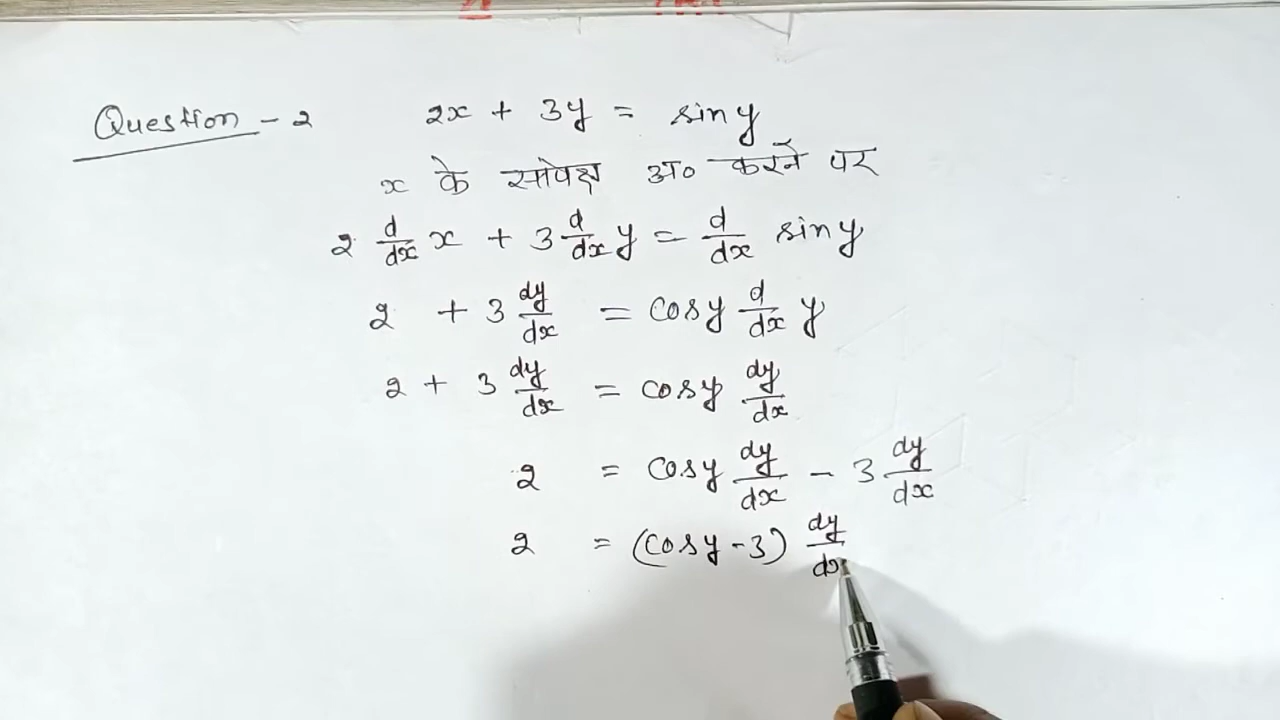 Question - 2 2x + 3y = sin y
x के सापेक्ष अ० करने पर
2 d/dx x + 3 d/dx y = d/dx sin y
2 + 3 dy/dx = cos y d/dx y
2 + 3 dy/dx = cos y dy/dx
2 = cos y dy/dx - 3 dy/dx
2 = (cos y - 3) dy/dx